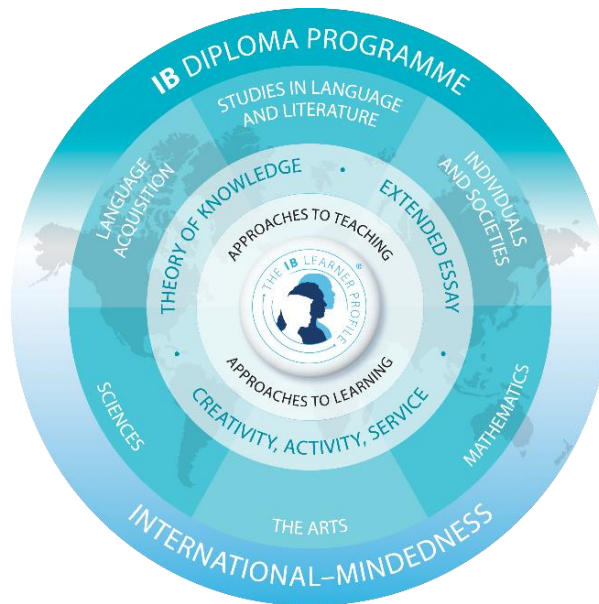 IB DIPLOMA PROGRAMME
STUDIES IN LANGUAGE
AND LITERATURE
LANGUAGE
ACQUISITION
INDIVIDUALS
AND SOCIETIES
THEORY OF KNOWLEDGE
•
EXTENDED ESSAY
•
APPROACHES TO TEACHING
THE IB LEARNER PROFILE®
APPROACHES TO LEARNING
•
CREATIVITY, ACTIVITY, SERVICE
SCIENCES
MATHEMATICS
THE ARTS
INTERNATIONAL–MINDEDNESS